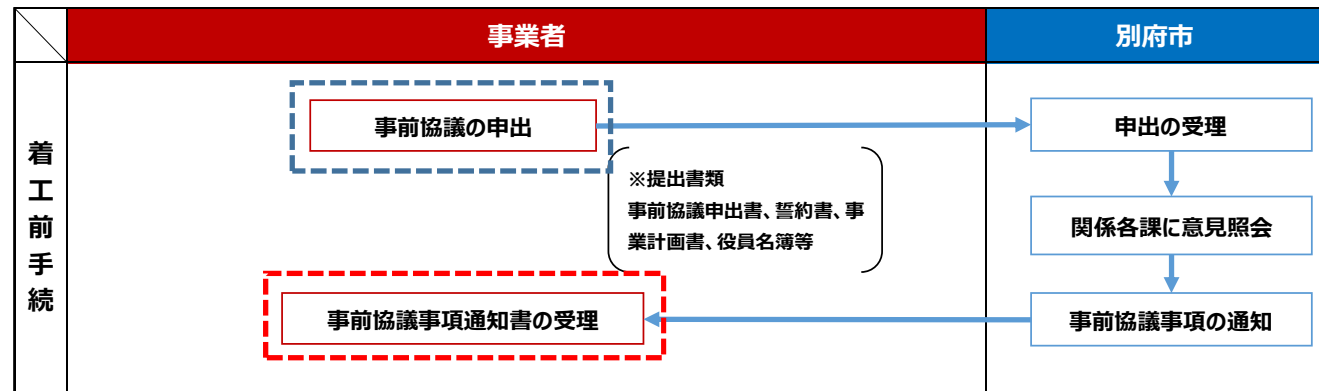 事業者
別府市
着工前手続
事前協議の申出
申出の受理
※提出書類
事前協議申出書、誓約書、事
業計画書、役員名簿等
関係各課に意見照会
事前協議事項通知書の受理
事前協議事項の通知